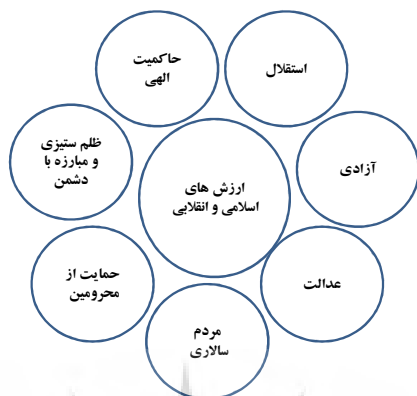 استقلال
حاکمیت
الهی
ظلم ستیزی
و مبارزه با
دشمن
ارزش های
اسلامی و انقلابی
آزادی
حمایت از
محرومین
عدالت
مردم
سالاری